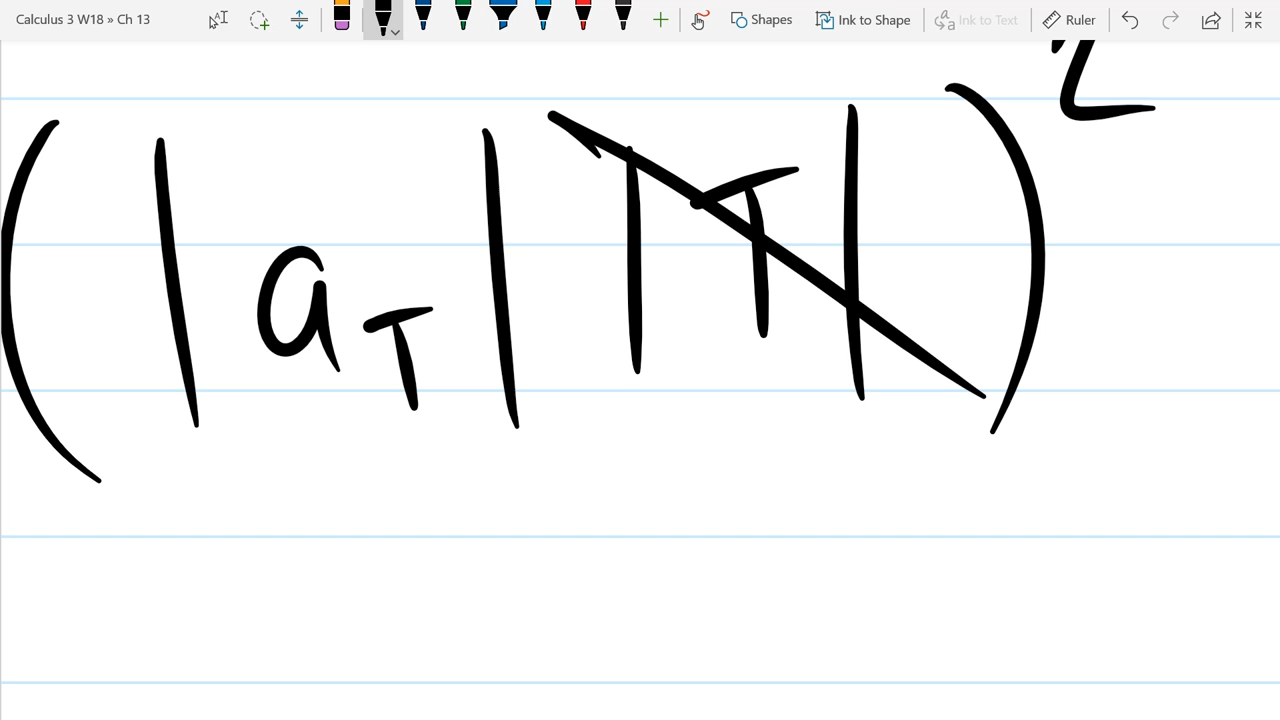 Calculus 3 W18 » Ch 13 Shapes Ink to Shape Ink to Text Ruler
(|a_T||T|)^2